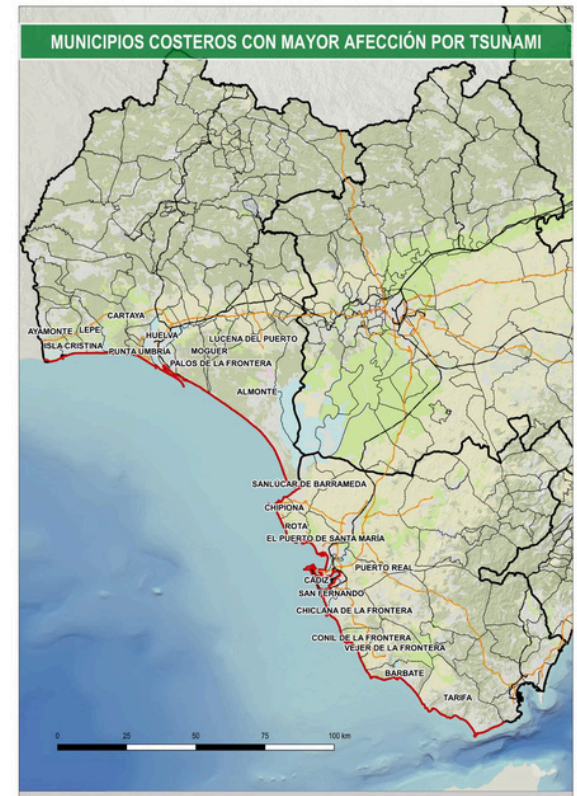 MUNICIPIOS COSTEROS CON MAYOR AFECCIÓN POR TSUNAMI
CARTAYA
AYAMONTE
LEPE
HUELVA
LUCENA DEL PUERTO
ISLA CRISTINA
PUNTA UMBRÍA
MOGUER
PALOS DE LA FRONTERA
ALMONTE
SANLÚCAR DE BARRAMEDA
CHIPIONA
ROTA
EL PUERTO DE SANTA MARÍA
PUERTO REAL
CÁDIZ
SAN FERNANDO
CHICLANA DE LA FRONTERA
CONIL DE LA FRONTERA
VEJER DE LA FRONTERA
BARBATE
TARIFA
0 25 50 75 100 km